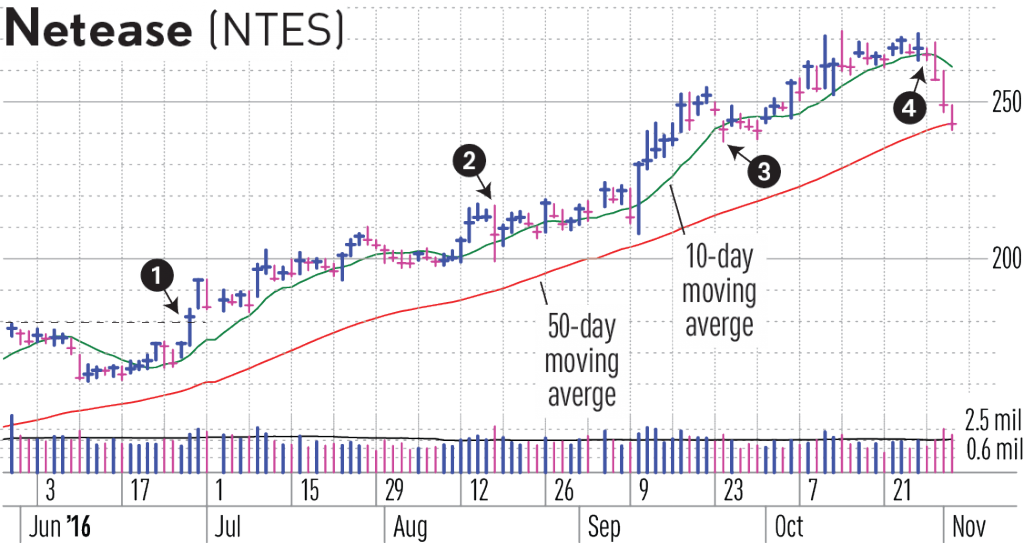 Netease (NTES)
1
2
3
4
250
200
10-day
moving
averge
50-day
moving
averge
2.5 mil
0.6 mil
3 17 1 15 29 12 26 9 23 7 21
Jun '16 Jul Aug Sep Oct Nov